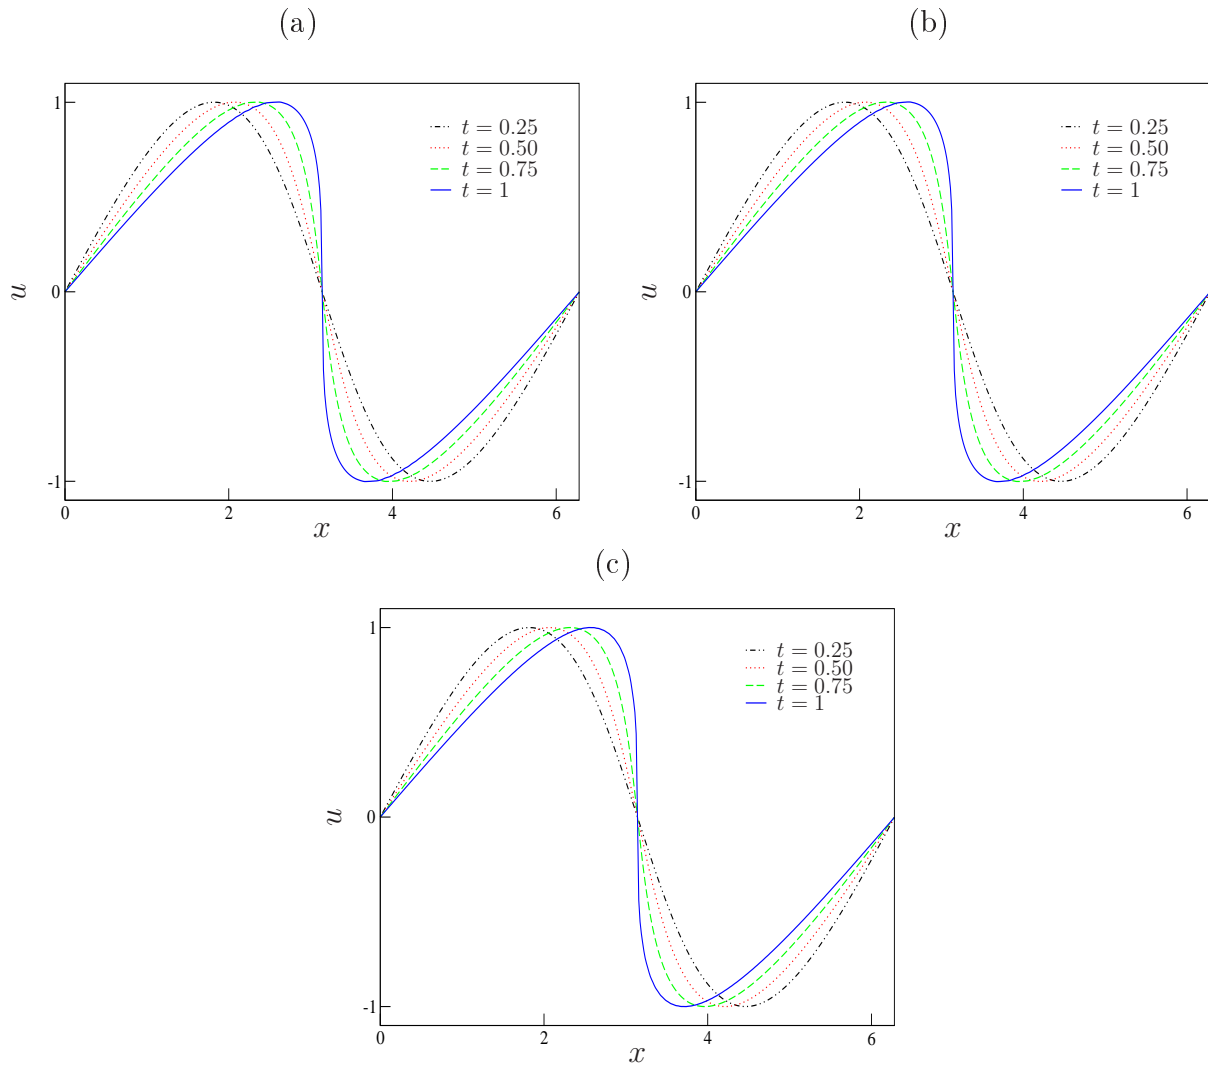 (a)
1
0
-1
u
0
2
4
6
x
t = 0.25
t = 0.50
t = 0.75
t = 1
(b)
1
0
-1
u
0
2
4
6
x
t = 0.25
t = 0.50
t = 0.75
t = 1
(c)
1
0
-1
u
0
2
4
6
x
t = 0.25
t = 0.50
t = 0.75
t = 1